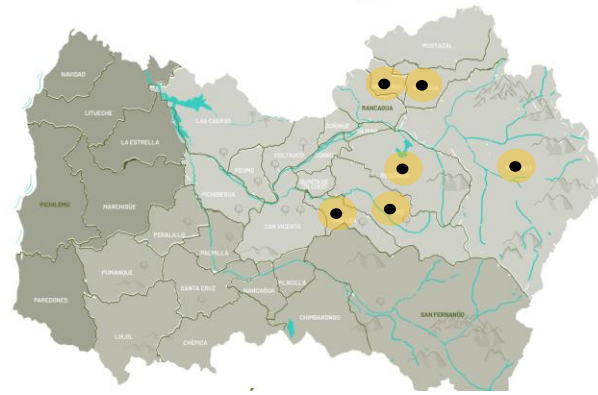 MOSTAZAL
NAVIDAD
LITUECHE
RANCAGUA
LAS CABRAS
LA ESTRELLA
COLTAUCO
PEUMO
PICHIDEGUA
MARCHIGÜE
PICHILEMU
SAN VICENTE
PERALILLO
PALMILLA
PUMANQUE
PLACILLA
SANTA CRUZ
NANCAGUA
PAREDONES
CHIMBARONGO
SAN FERNANDO
LOLOL
CHÉPICA